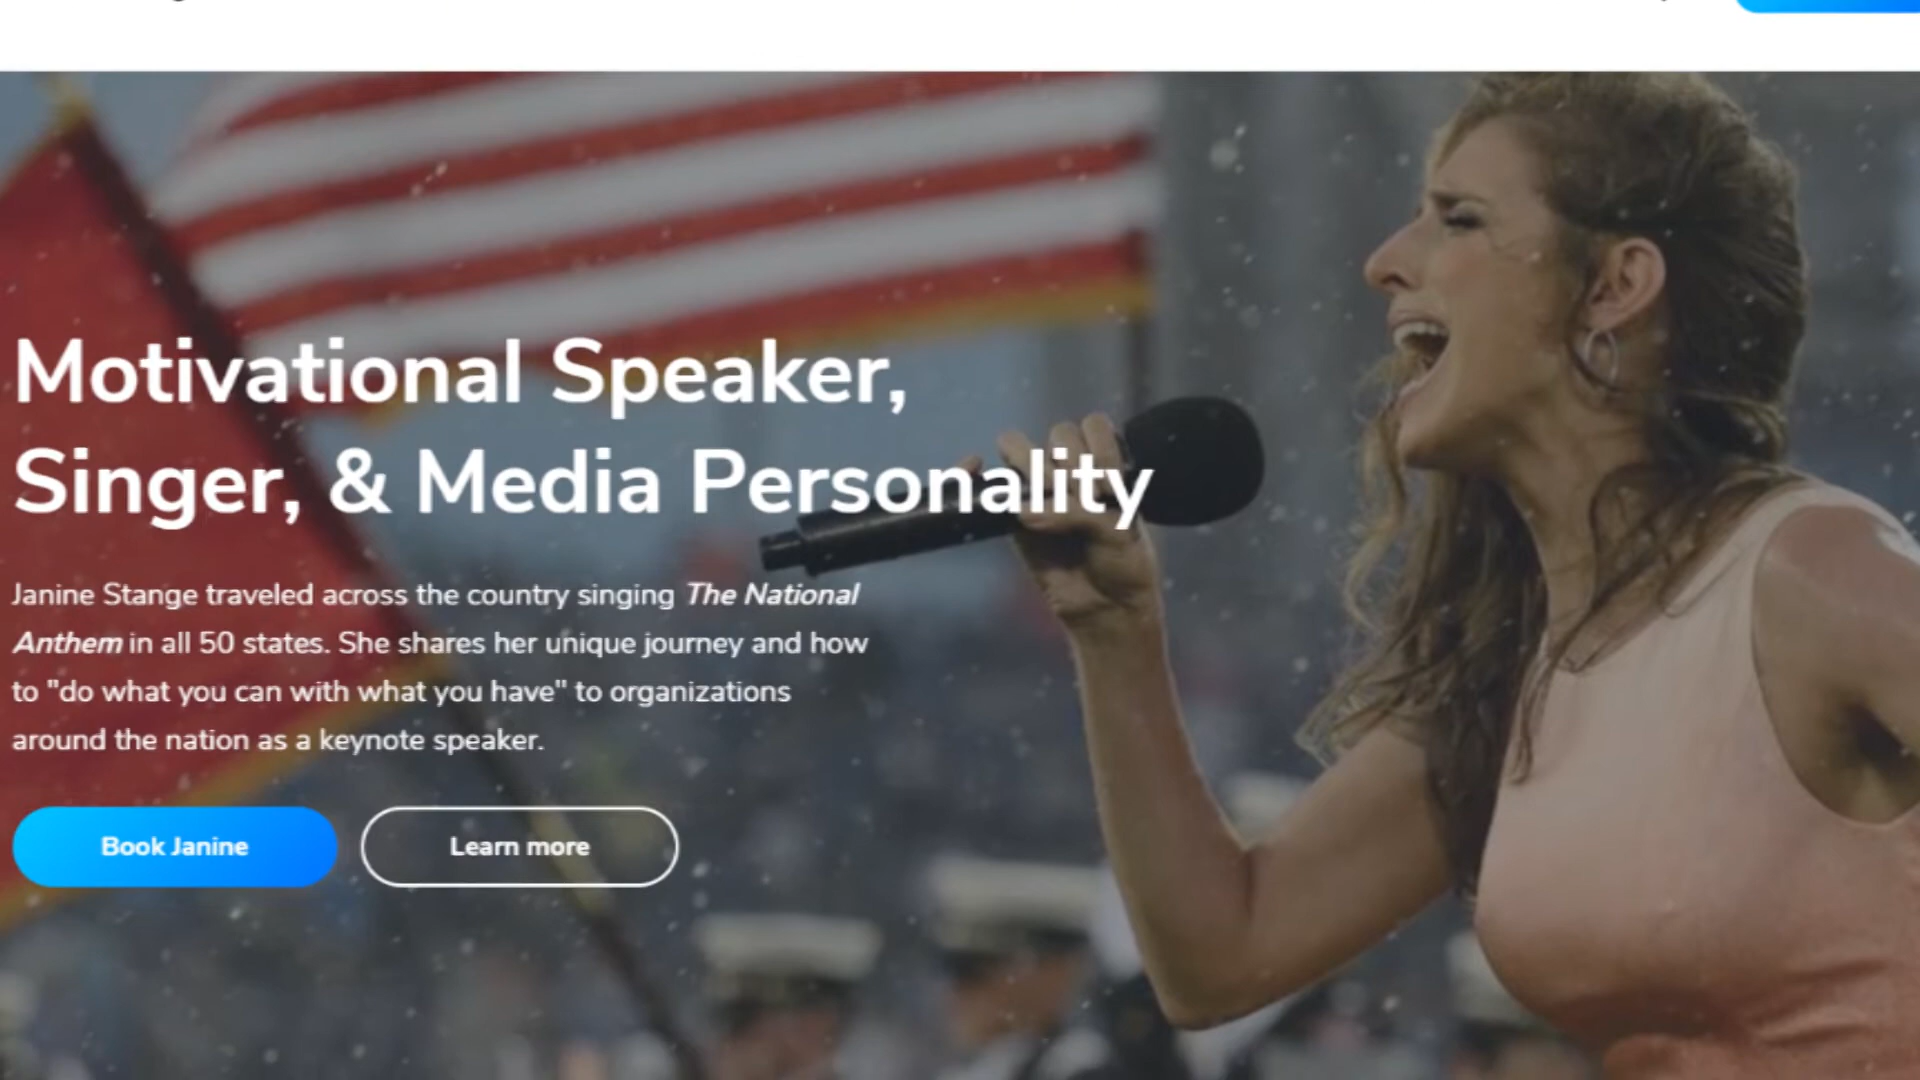 Motivational Speaker,
Singer, & Media Personality
Janine Stange traveled across the country singing The National
Anthem in all 50 states. She shares her unique journey and how
to "do what you can with what you have" to organizations
around the nation as a keynote speaker.
Book Janine
Learn more